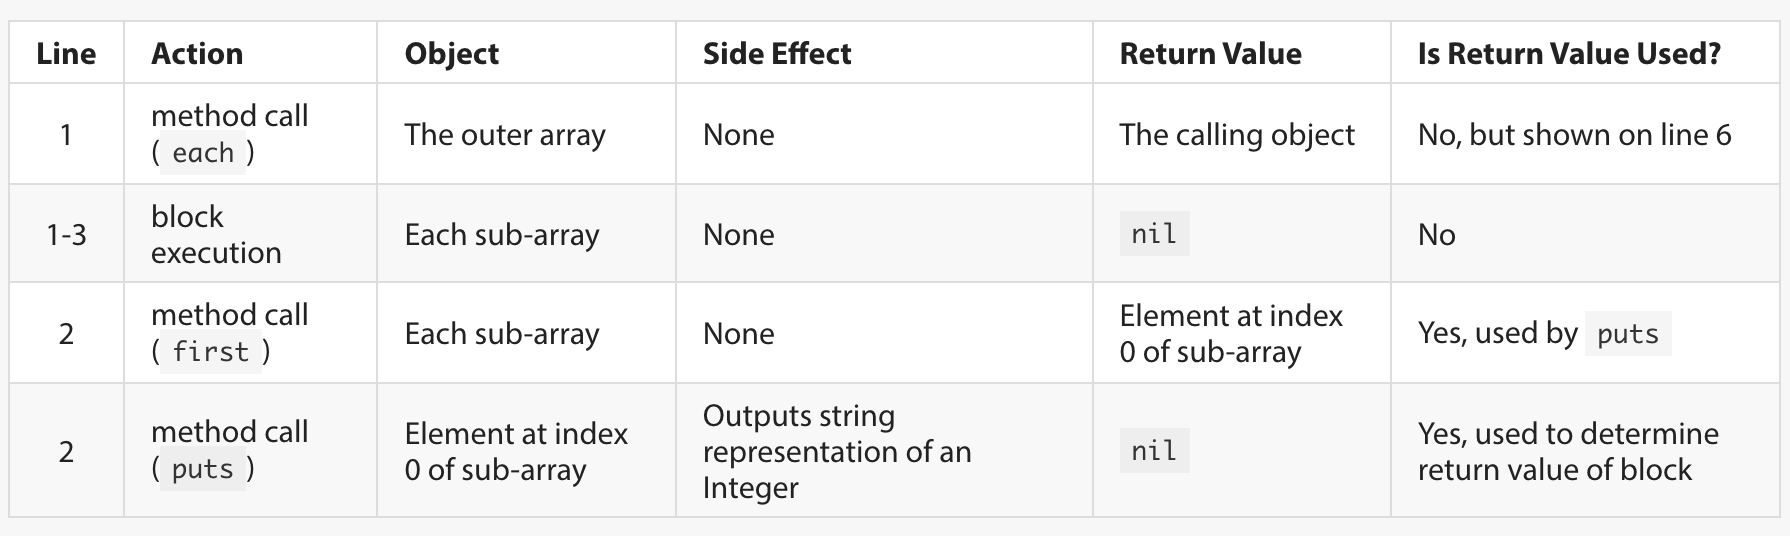 Line Action Object Side Effect Return Value Is Return Value Used?
1 method call ( each ) The outer array None The calling object No, but shown on line 6
1-3 block execution Each sub-array None nil No
2 method call ( first ) Each sub-array None Element at index 0 of sub-array Yes, used by puts
2 method call ( puts ) Element at index 0 of sub-array Outputs string representation of an Integer nil Yes, used to determine return value of block